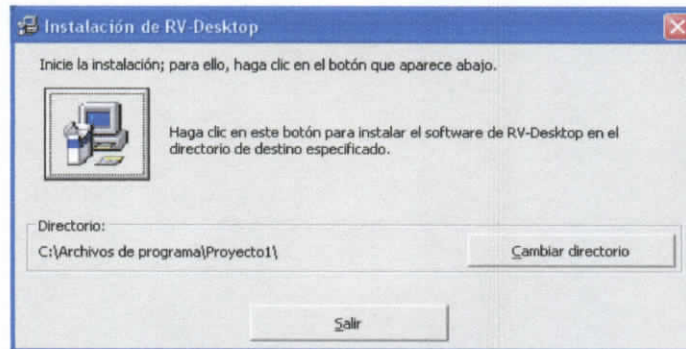 Instalación de RV-Desktop
Inicie la instalación; para ello, haga clic en el botón que aparece abajo.
Haga clic en este botón para instalar el software de RV-Desktop en el
directorio de destino especificado.
Directorio:
C:\Archivos de programa\Proyecto1\
Cambiar directorio
Salir